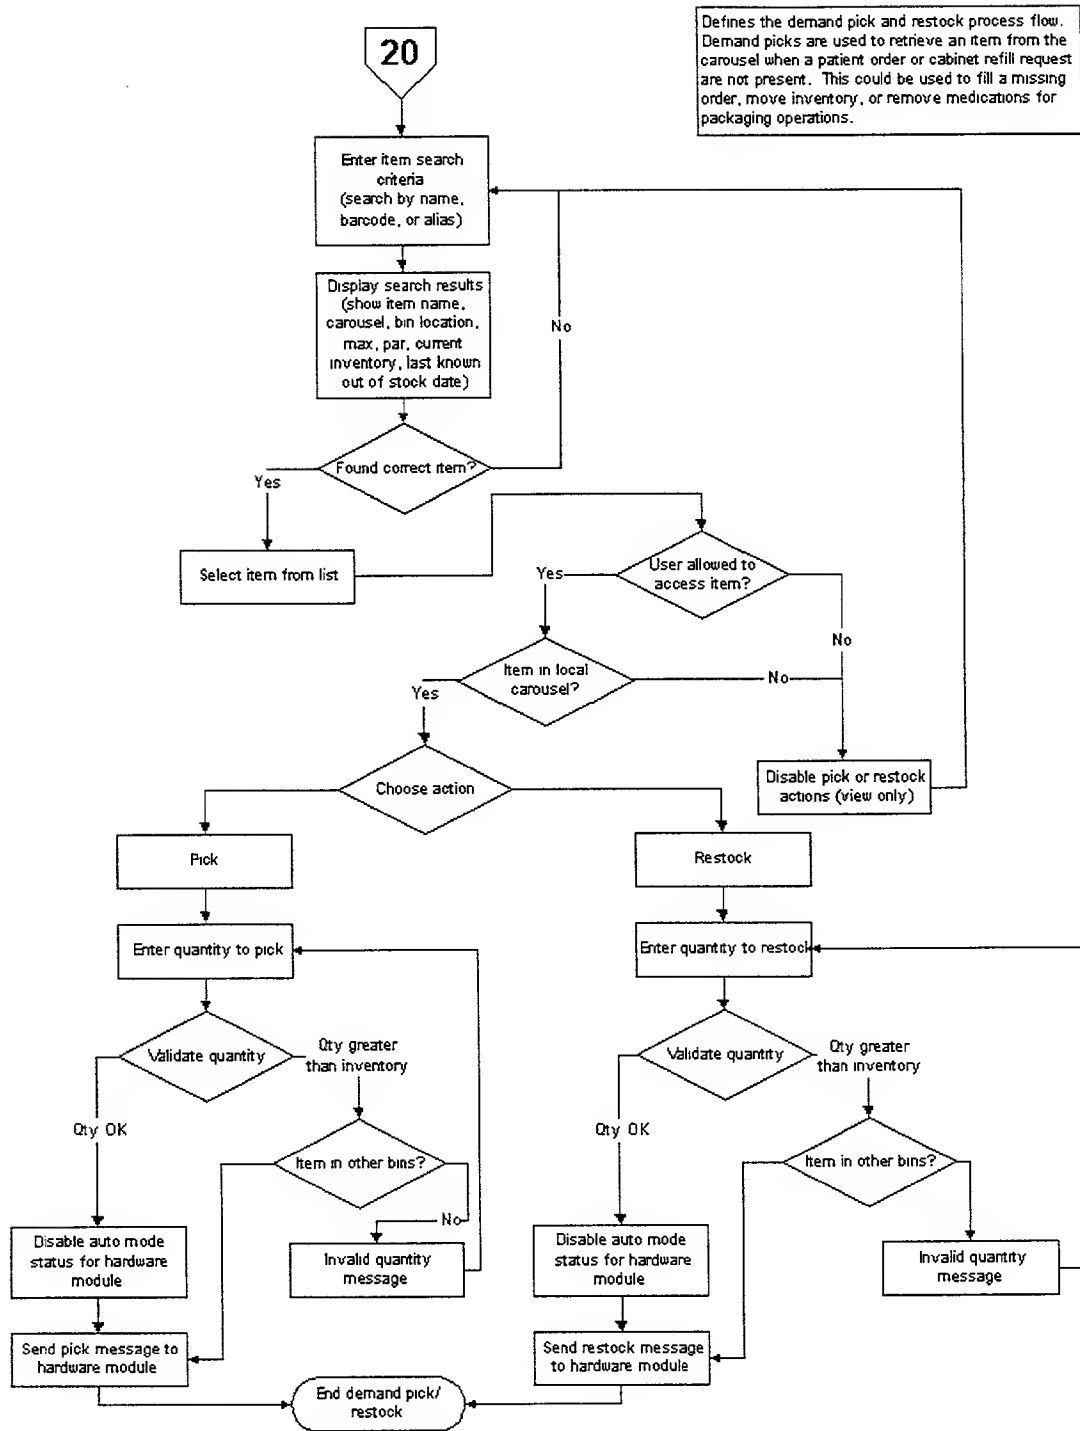 20
Defines the demand pick and restock process flow.
Demand picks are used to retrieve an item from the
carousel when a patient order or cabinet refill request
are not present. This could be used to fill a missing
order, move inventory, or remove medications for
packaging operations.
Enter item search
criteria
(search by name,
barcode, or alias)
Display search results
(show item name,
carousel, bin location,
max, par, current
inventory, last known
out of stock date)
No
Found correct item?
Yes
Select item from list
User allowed to
access item?
Yes
No
Item in local
carousel?
No
Yes
Choose action
Disable pick or restock
actions (view only)
Pick
Restock
Enter quantity to pick
Enter quantity to restock
Validate quantity
Qty greater
than inventory
Validate quantity
Qty greater
than inventory
Qty OK
Qty OK
Item in other bins?
Item in other bins?
No
Disable auto mode
status for hardware
module
Invalid quantity
message
Disable auto mode
status for hardware
module
Invalid quantity
message
Send pick message to
hardware module
Send restock message
to hardware module
End demand pick/
restock